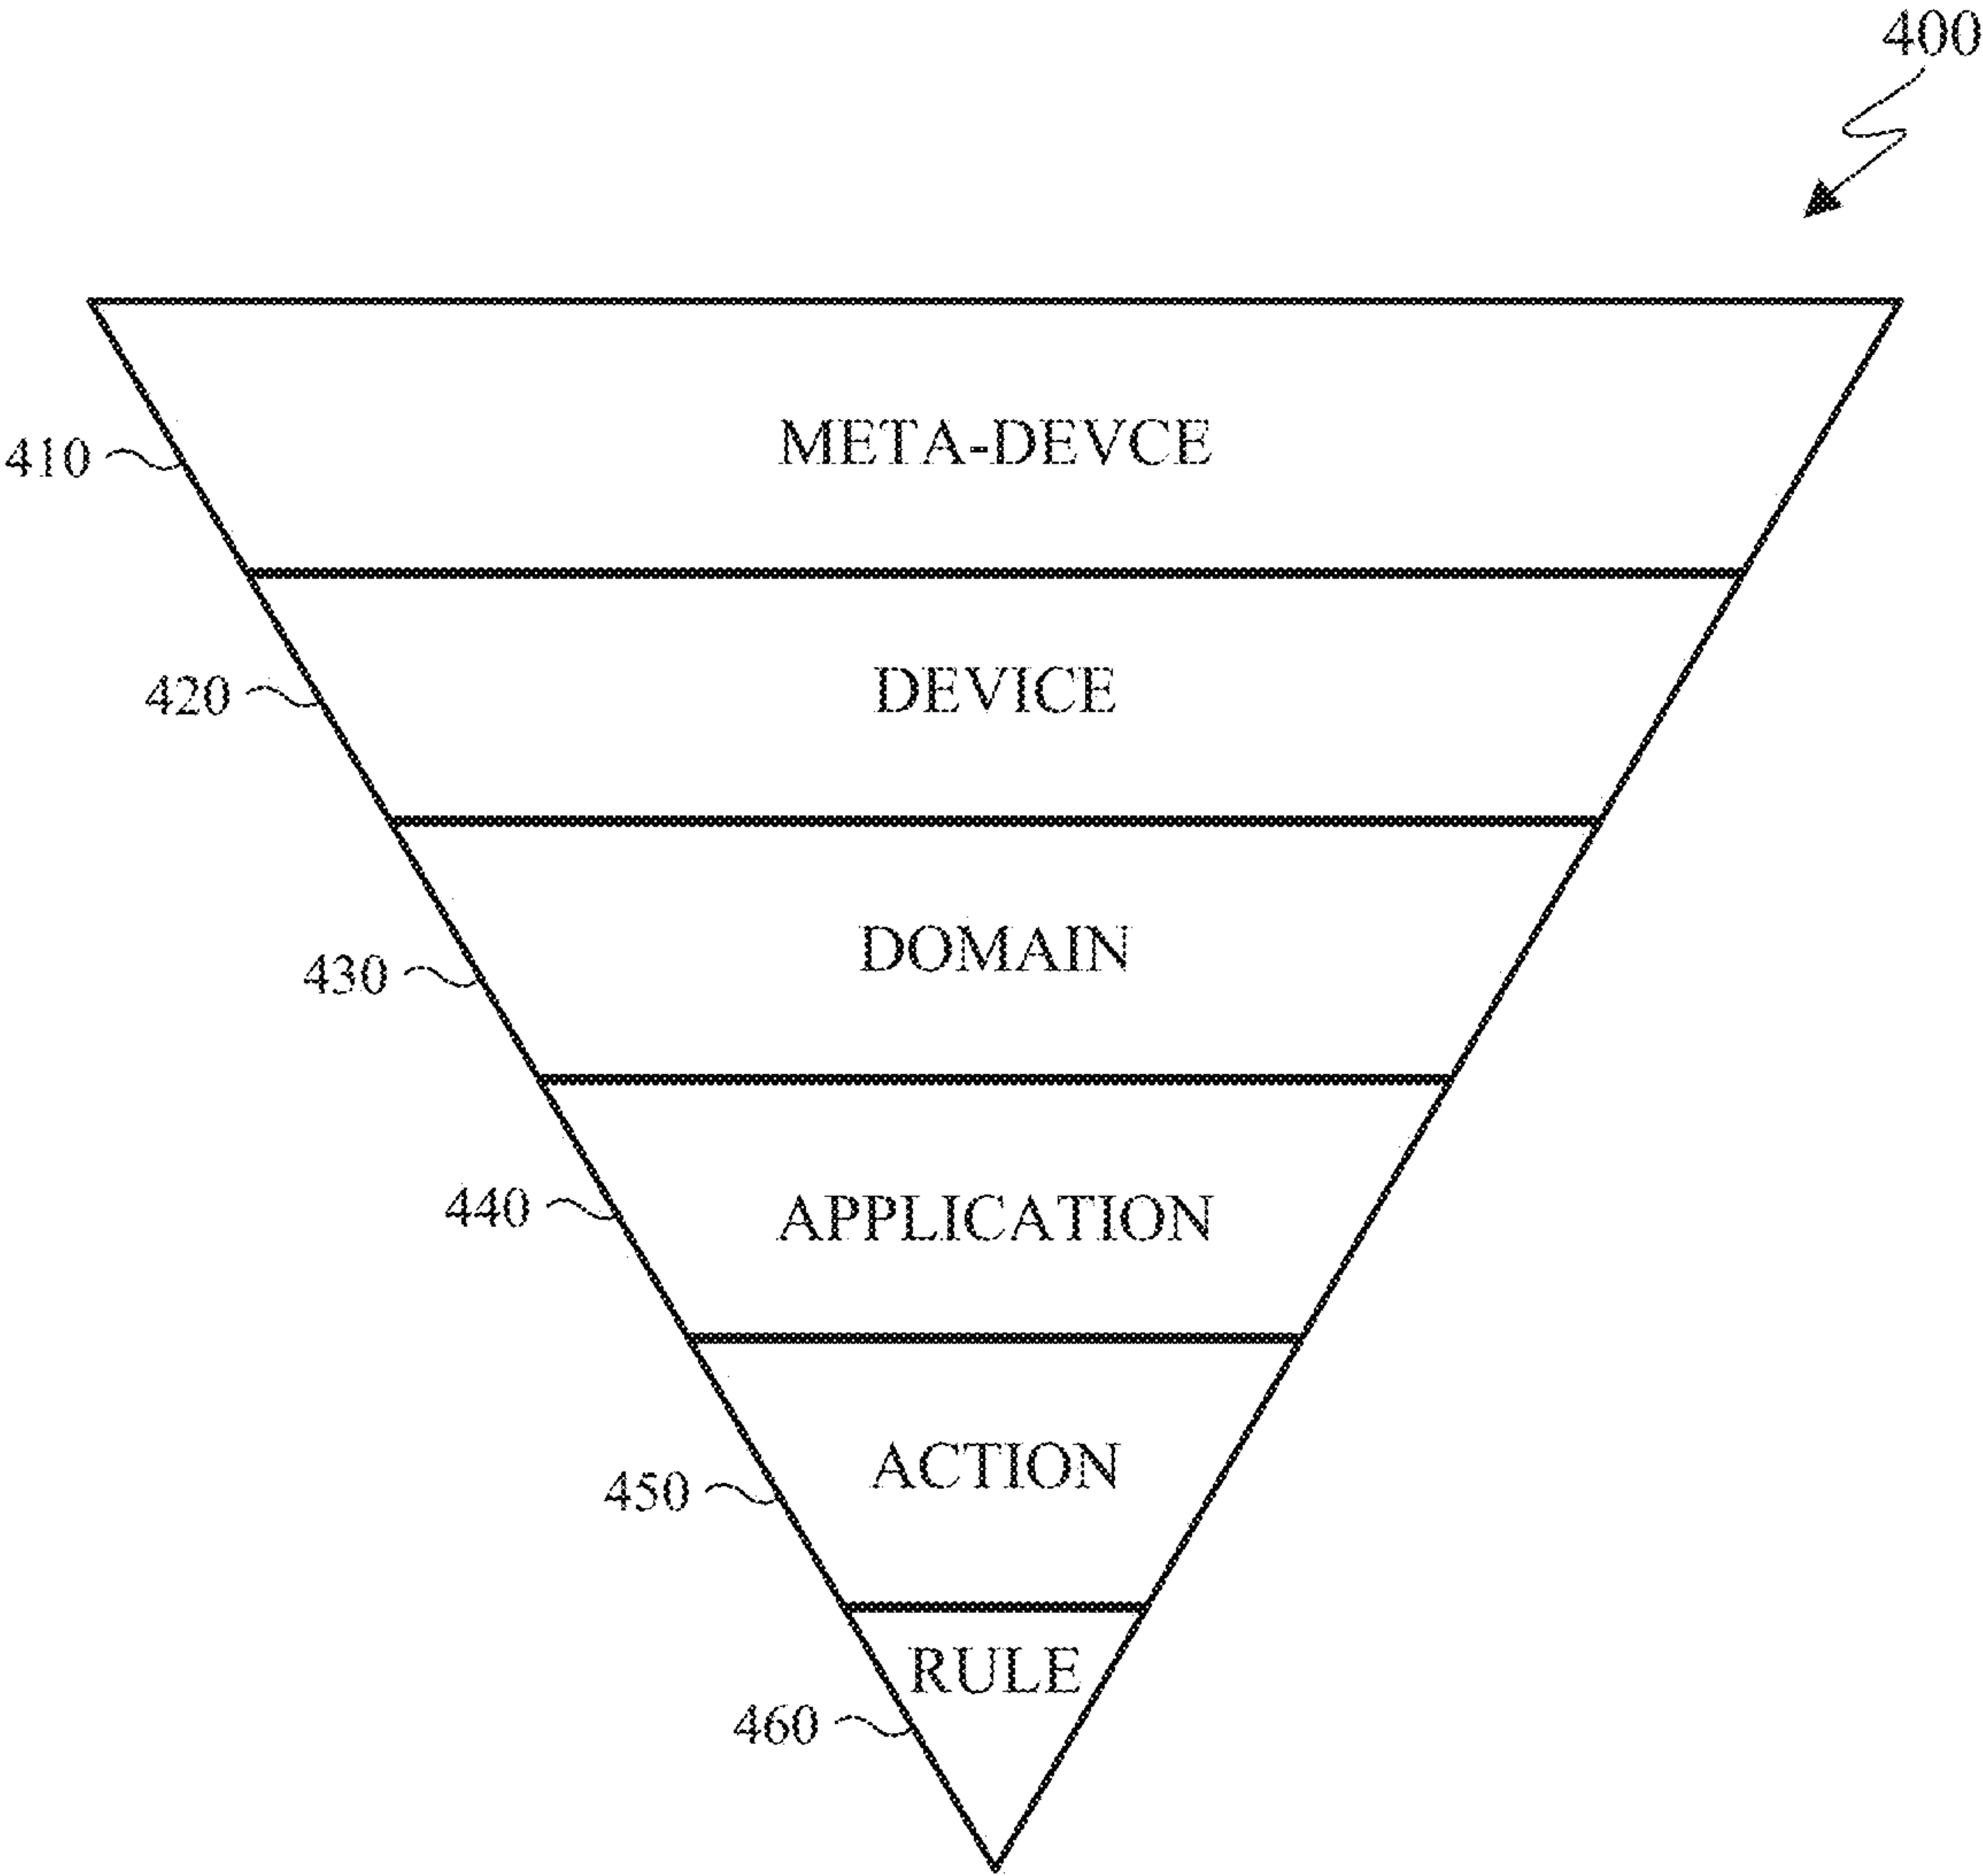 400
META-DEVCE
410
DEVICE
420
DOMAIN
430
APPLICATION
440
ACTION
450
RULE
460